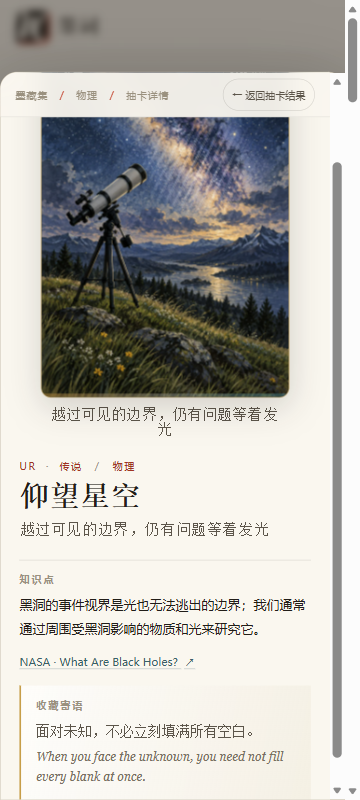 墨藏集 / 物理 / 抽卡详情
← 返回抽卡结果
越过可见的边界，仍有问题等着发
光
UR · 传说 / 物理
仰望星空
越过可见的边界，仍有问题等着发光
知识点
黑洞的事件视界是光也无法逃出的边界；我们通常
通过周围受黑洞影响的物质和光来研究它。
NASA · What Are Black Holes? ↗
收藏寄语
面对未知，不必立刻填满所有空白。
When you face the unknown, you need not fill
every blank at once.